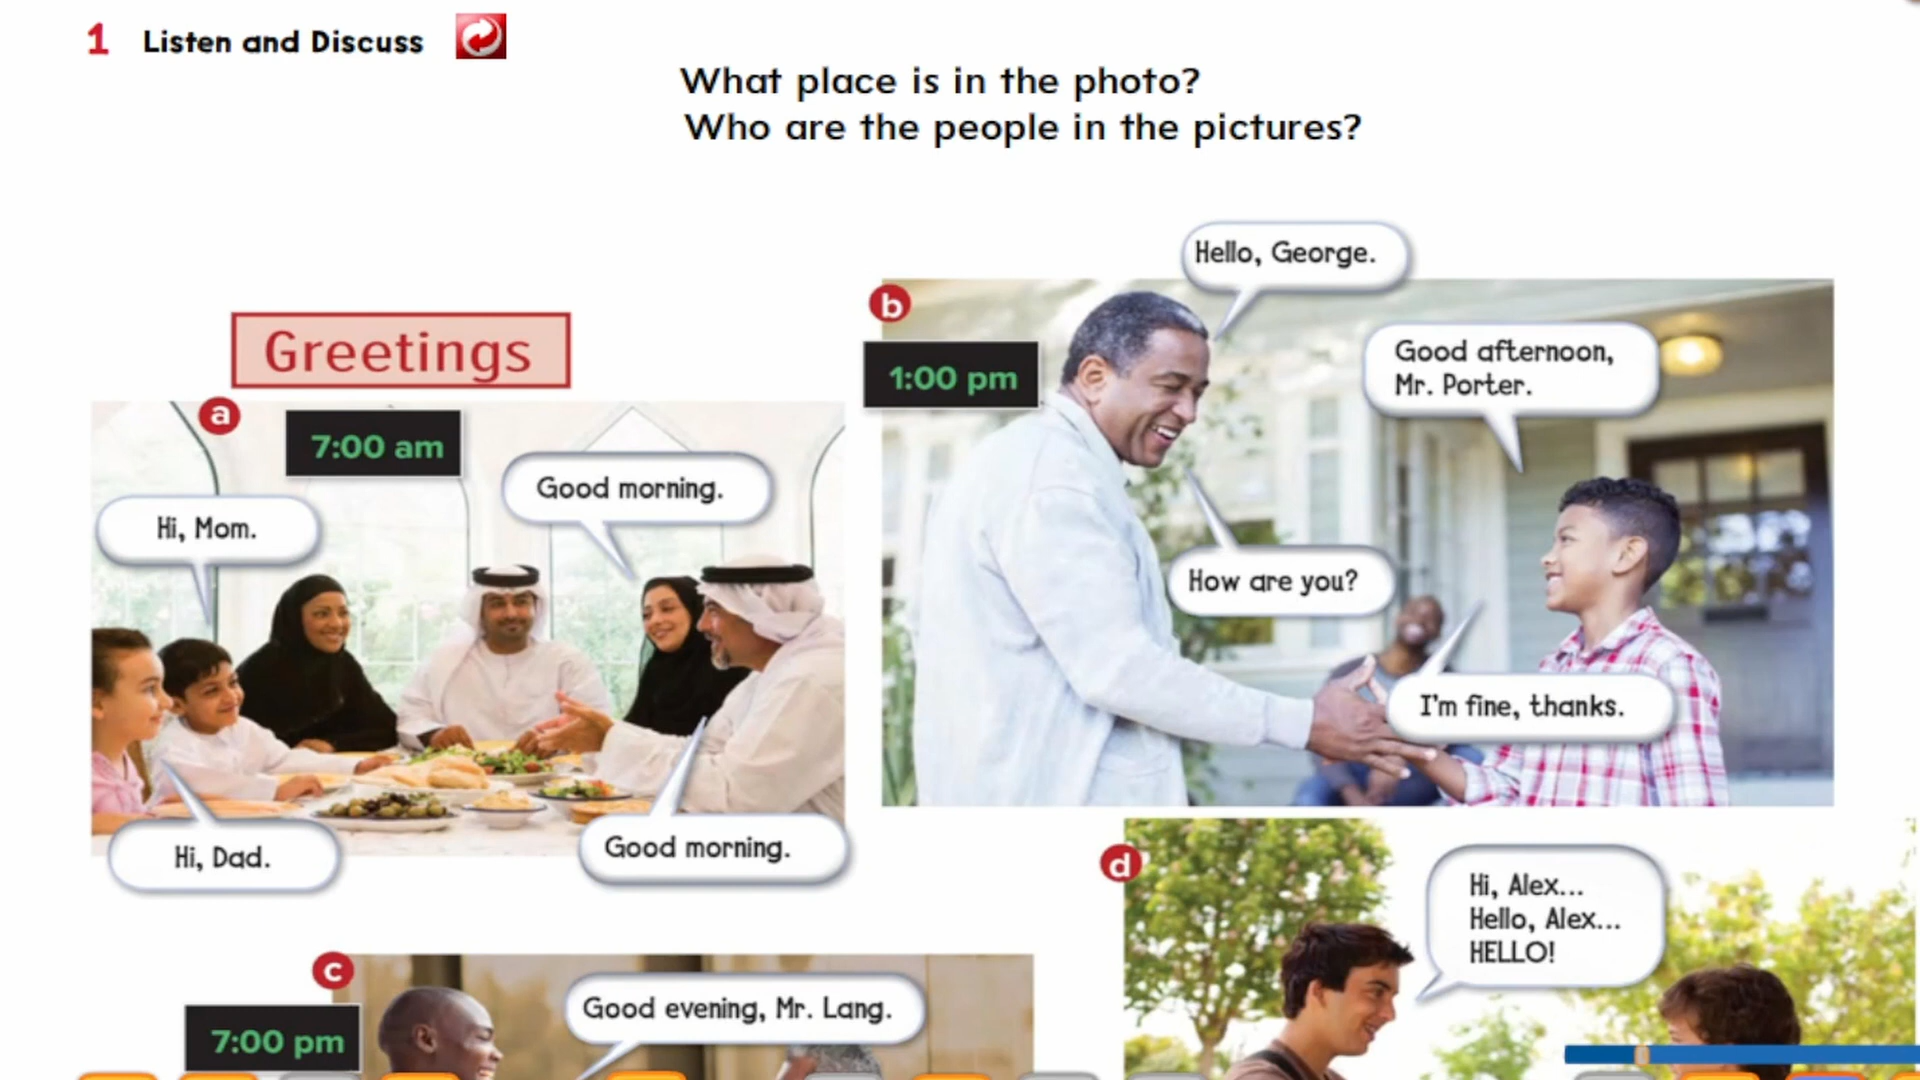 1 Listen and Discuss
What place is in the photo?
Who are the people in the pictures?
Greetings
a
7:00 am
Hi, Mom.
Good morning.
Hi, Dad.
Good morning.
b
1:00 pm
Hello, George.
Good afternoon,
Mr. Porter.
How are you?
I'm fine, thanks.
c
7:00 pm
Good evening, Mr. Lang.
d
Hi, Alex...
Hello, Alex...
HELLO!